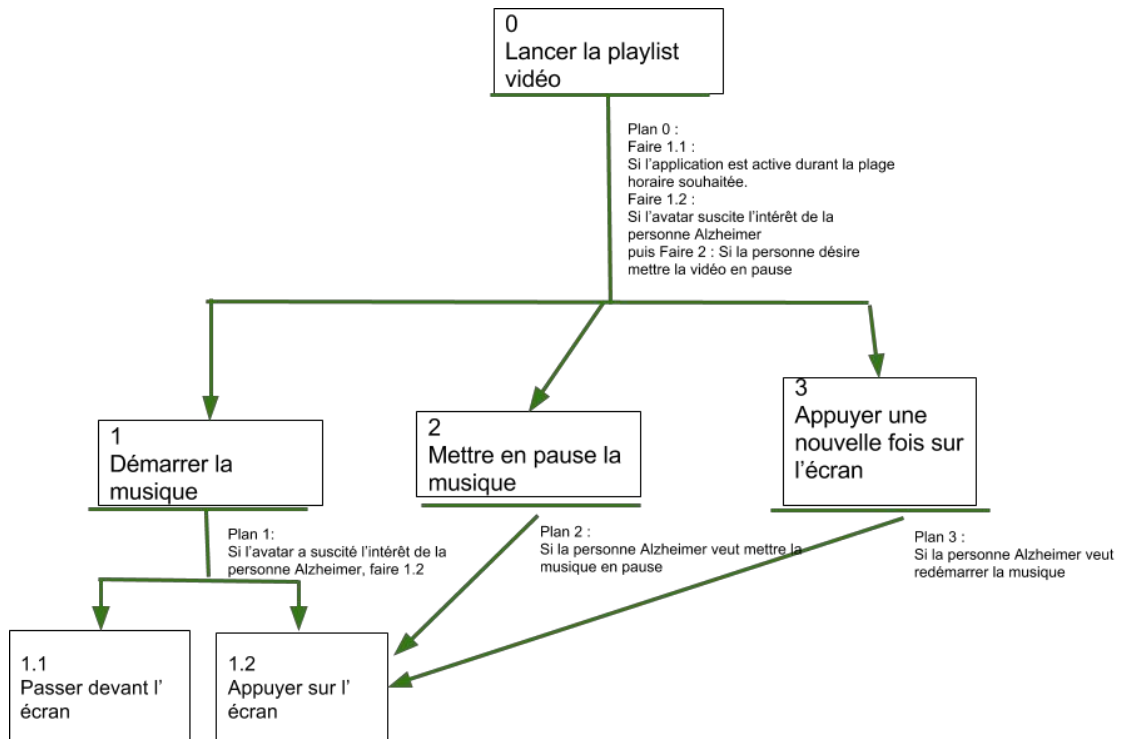 0
Lancer la playlist
vidéo
Plan 0 :
Faire 1.1 :
Si l'application est active durant la plage
horaire souhaitée.
Faire 1.2 :
Si l'avatar suscite l'intérêt de la
personne Alzheimer
puis Faire 2 : Si la personne désire
mettre la vidéo en pause
1
Démarrer la
musique
2
Mettre en pause la
musique
3
Appuyer une
nouvelle fois sur
l'écran
Plan 1:
Si l'avatar a suscité l'intérêt de la
personne Alzheimer, faire 1.2
Plan 2 :
Si la personne Alzheimer veut mettre la
musique en pause
Plan 3 :
Si la personne Alzheimer veut
redémarrer la musique
1.1
Passer devant l'
écran
1.2
Appuyer sur l'
écran